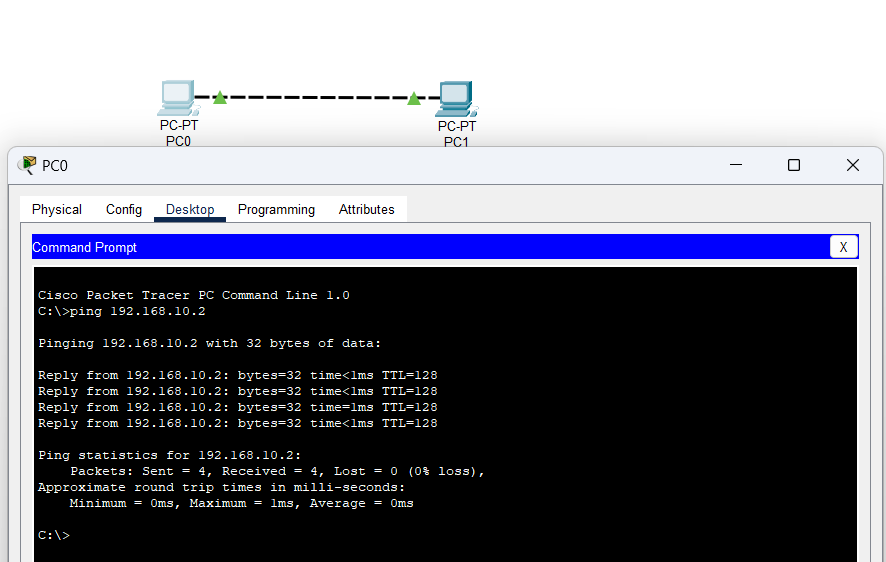 PC-PT
PC0
PC-PT
PC1
PC0
Physical Config Desktop Programming Attributes
Command Prompt
X
Cisco Packet Tracer PC Command Line 1.0
C:\>ping 192.168.10.2
Pinging 192.168.10.2 with 32 bytes of data:
Reply from 192.168.10.2: bytes=32 time<1ms TTL=128
Reply from 192.168.10.2: bytes=32 time<1ms TTL=128
Reply from 192.168.10.2: bytes=32 time=1ms TTL=128
Reply from 192.168.10.2: bytes=32 time<1ms TTL=128
Ping statistics for 192.168.10.2:
Packets: Sent = 4, Received = 4, Lost = 0 (0% loss),
Approximate round trip times in milli-seconds:
Minimum = 0ms, Maximum = 1ms, Average = 0ms
C:\>